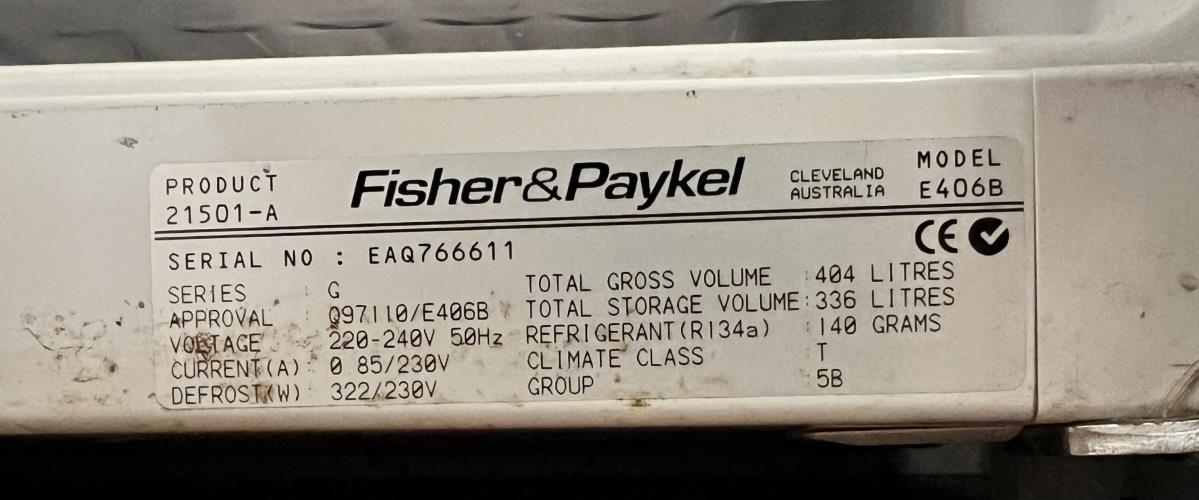 PRODUCT
21501-A
Fisher&Paykel
CLEVELAND
AUSTRALIA
MODEL
E406B
SERIAL NO : EAQ766611
CE
SERIES : G
APPROVAL : Q97110/E406B
VOLTAGE : 220-240V 50Hz
CURRENT(A): 0.85/230V
DEFROST(W) : 322/230V
TOTAL GROSS VOLUME : 404 LITRES
TOTAL STORAGE VOLUME: 336 LITRES
REFRIGERANT(R134a) : 140 GRAMS
CLIMATE CLASS : T
GROUP : 5B